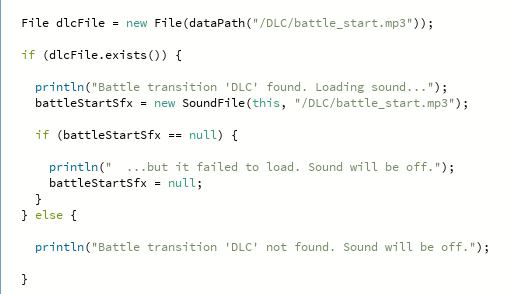 File dlcFile = new File(dataPath("/DLC/battle_start.mp3"));
if (dlcFile.exists()) {
println("Battle transition 'DLC' found. Loading sound...");
battleStartSfx = new SoundFile(this, "/DLC/battle_start.mp3");
if (battleStartSfx == null) {
println("  ...but it failed to load. Sound will be off.");
battleStartSfx = null;
}
} else {
println("Battle transition 'DLC' not found. Sound will be off.");
}